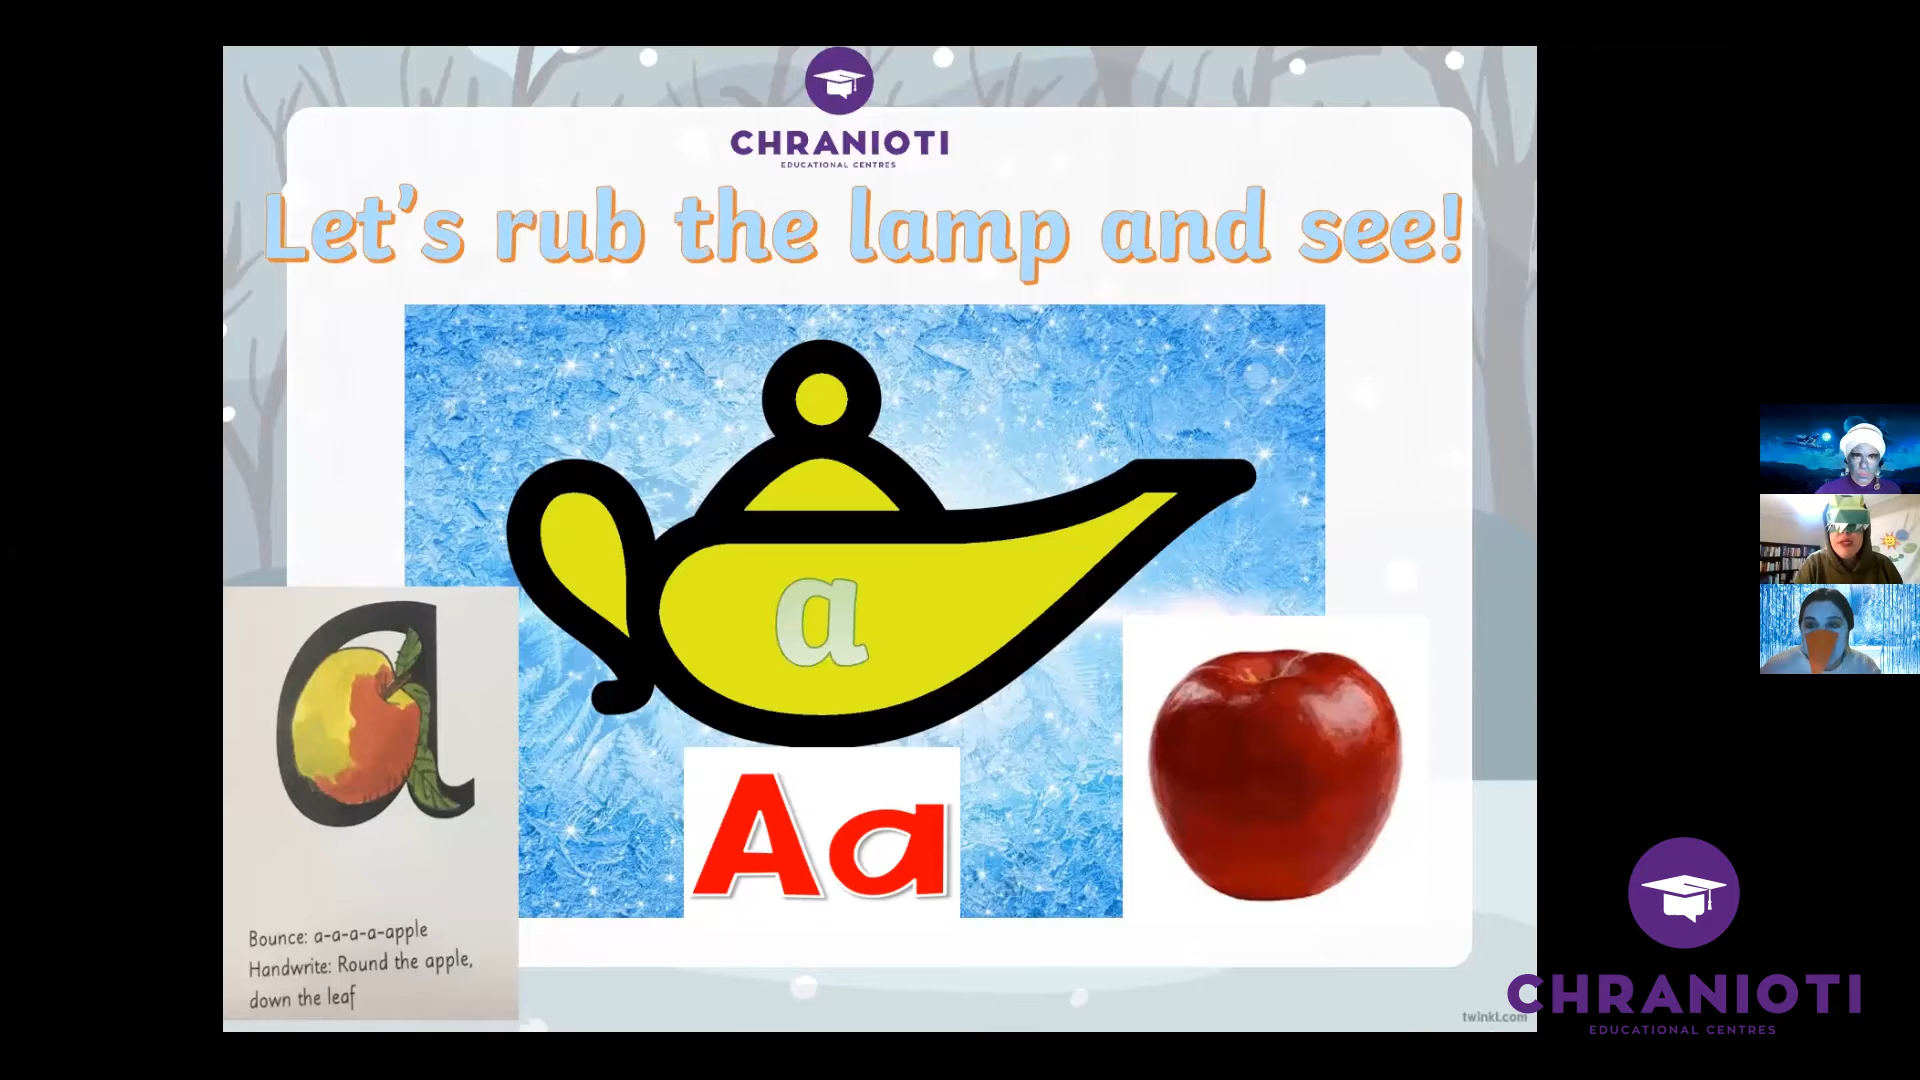 CHRANIOTI
EDUCATIONAL CENTRES
Let's rub the lamp and see!
a
a
Aa
Bounce: a-a-a-a-apple
Handwrite: Round the apple,
down the leaf
twinkl.com
CHRANIOTI
EDUCATIONAL CENTRES